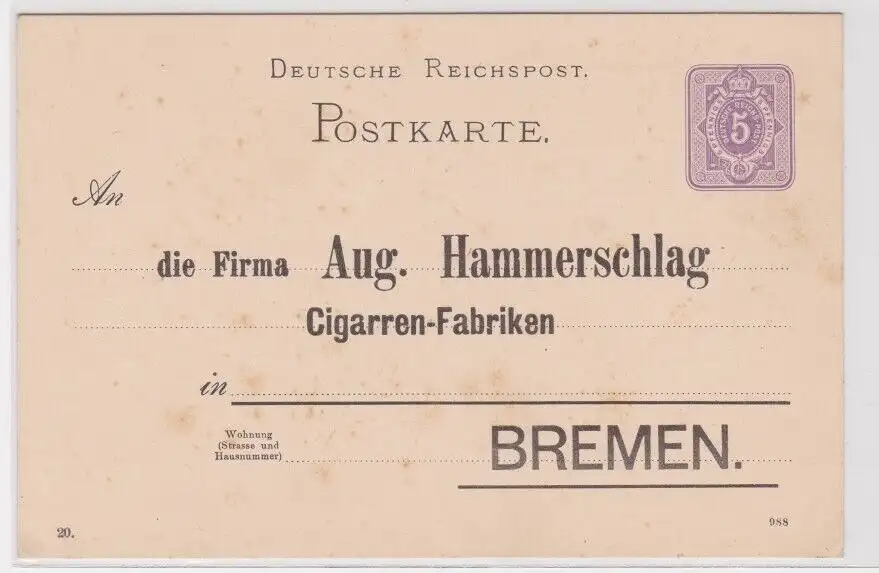 DEUTSCHE REICHSPOST.
POSTKARTE.
5
An
die Firma Aug. Hammerschlag
Cigarren-Fabriken
in
BREMEN.
Wohnung
(Strasse und
Hausnummer)
20.
988